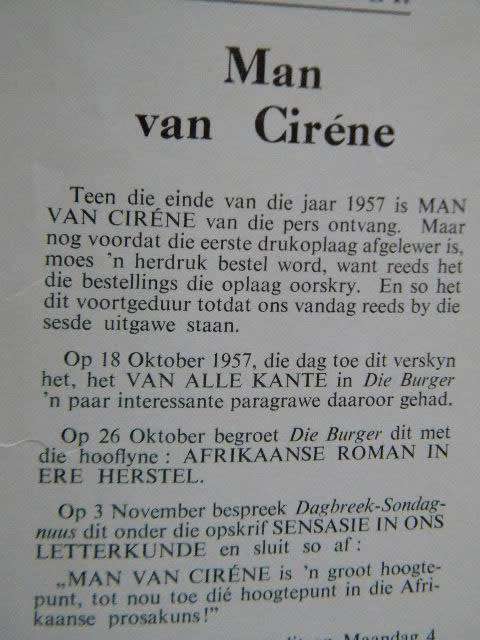 Man
van Ciréne
Teen die einde van die jaar 1957 is MAN
VAN CIRÉNE van die pers ontvang. Maar
nog voordat die eerste drukoplaag afgelewer is,
moes 'n herdruk bestel word, want reeds het
die bestellings die oplaag oorskry. En so het
dit voortgeduur totdat ons vandag reeds by die
sesde uitgawe staan.
Op 18 Oktober 1957, die dag toe dit verskyn
het, het VAN ALLE KANTE in Die Burger
'n paar interessante paragrawe daaroor gehad.
Op 26 Oktober begroet Die Burger dit met
die hooflyne : AFRIKAANSE ROMAN IN
ERE HERSTEL.
Op 3 November bespreek Dagbreek-Sondag-
nuus dit onder die opskrif SENSASIE IN ONS
LETTERKUNDE en sluit so af :
„MAN VAN CIRÉNE is 'n groot hoogte-
punt, tot nou toe dié hoogtepunt in die Afri-
kaanse prosakuns!”
Maandag 4